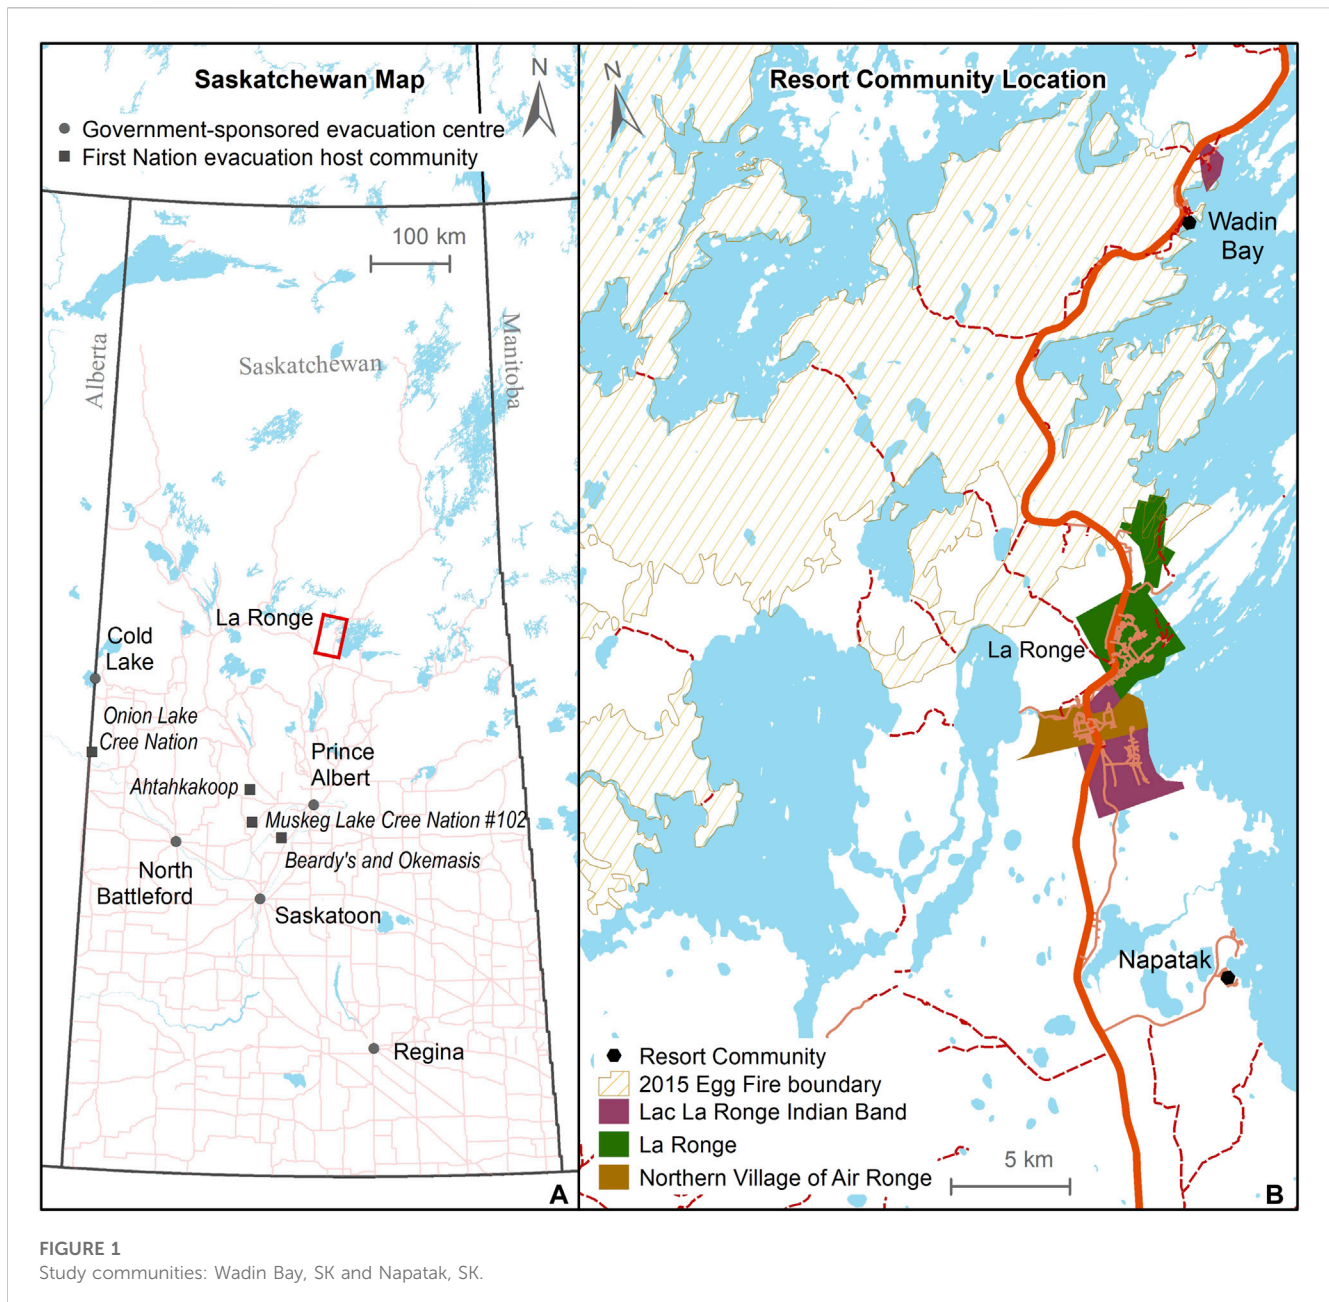 Saskatchewan Map
N
Government-sponsored evacuation centre
First Nation evacuation host community
100 km
Alberta
Saskatchewan
Manitoba
La Ronge
Cold
Lake
Onion Lake
Cree Nation
Prince
Albert
Ahtahkakoop
Muskeg Lake Cree Nation #102
Beardy's and Okemasis
North
Battleford
Saskatoon
Regina
A
Resort Community Location
N
Wadin
Bay
La Ronge
Napatak
Resort Community
2015 Egg Fire boundary
Lac La Ronge Indian Band
La Ronge
Northern Village of Air Ronge
5 km
B
FIGURE 1
Study communities: Wadin Bay, SK and Napatak, SK.